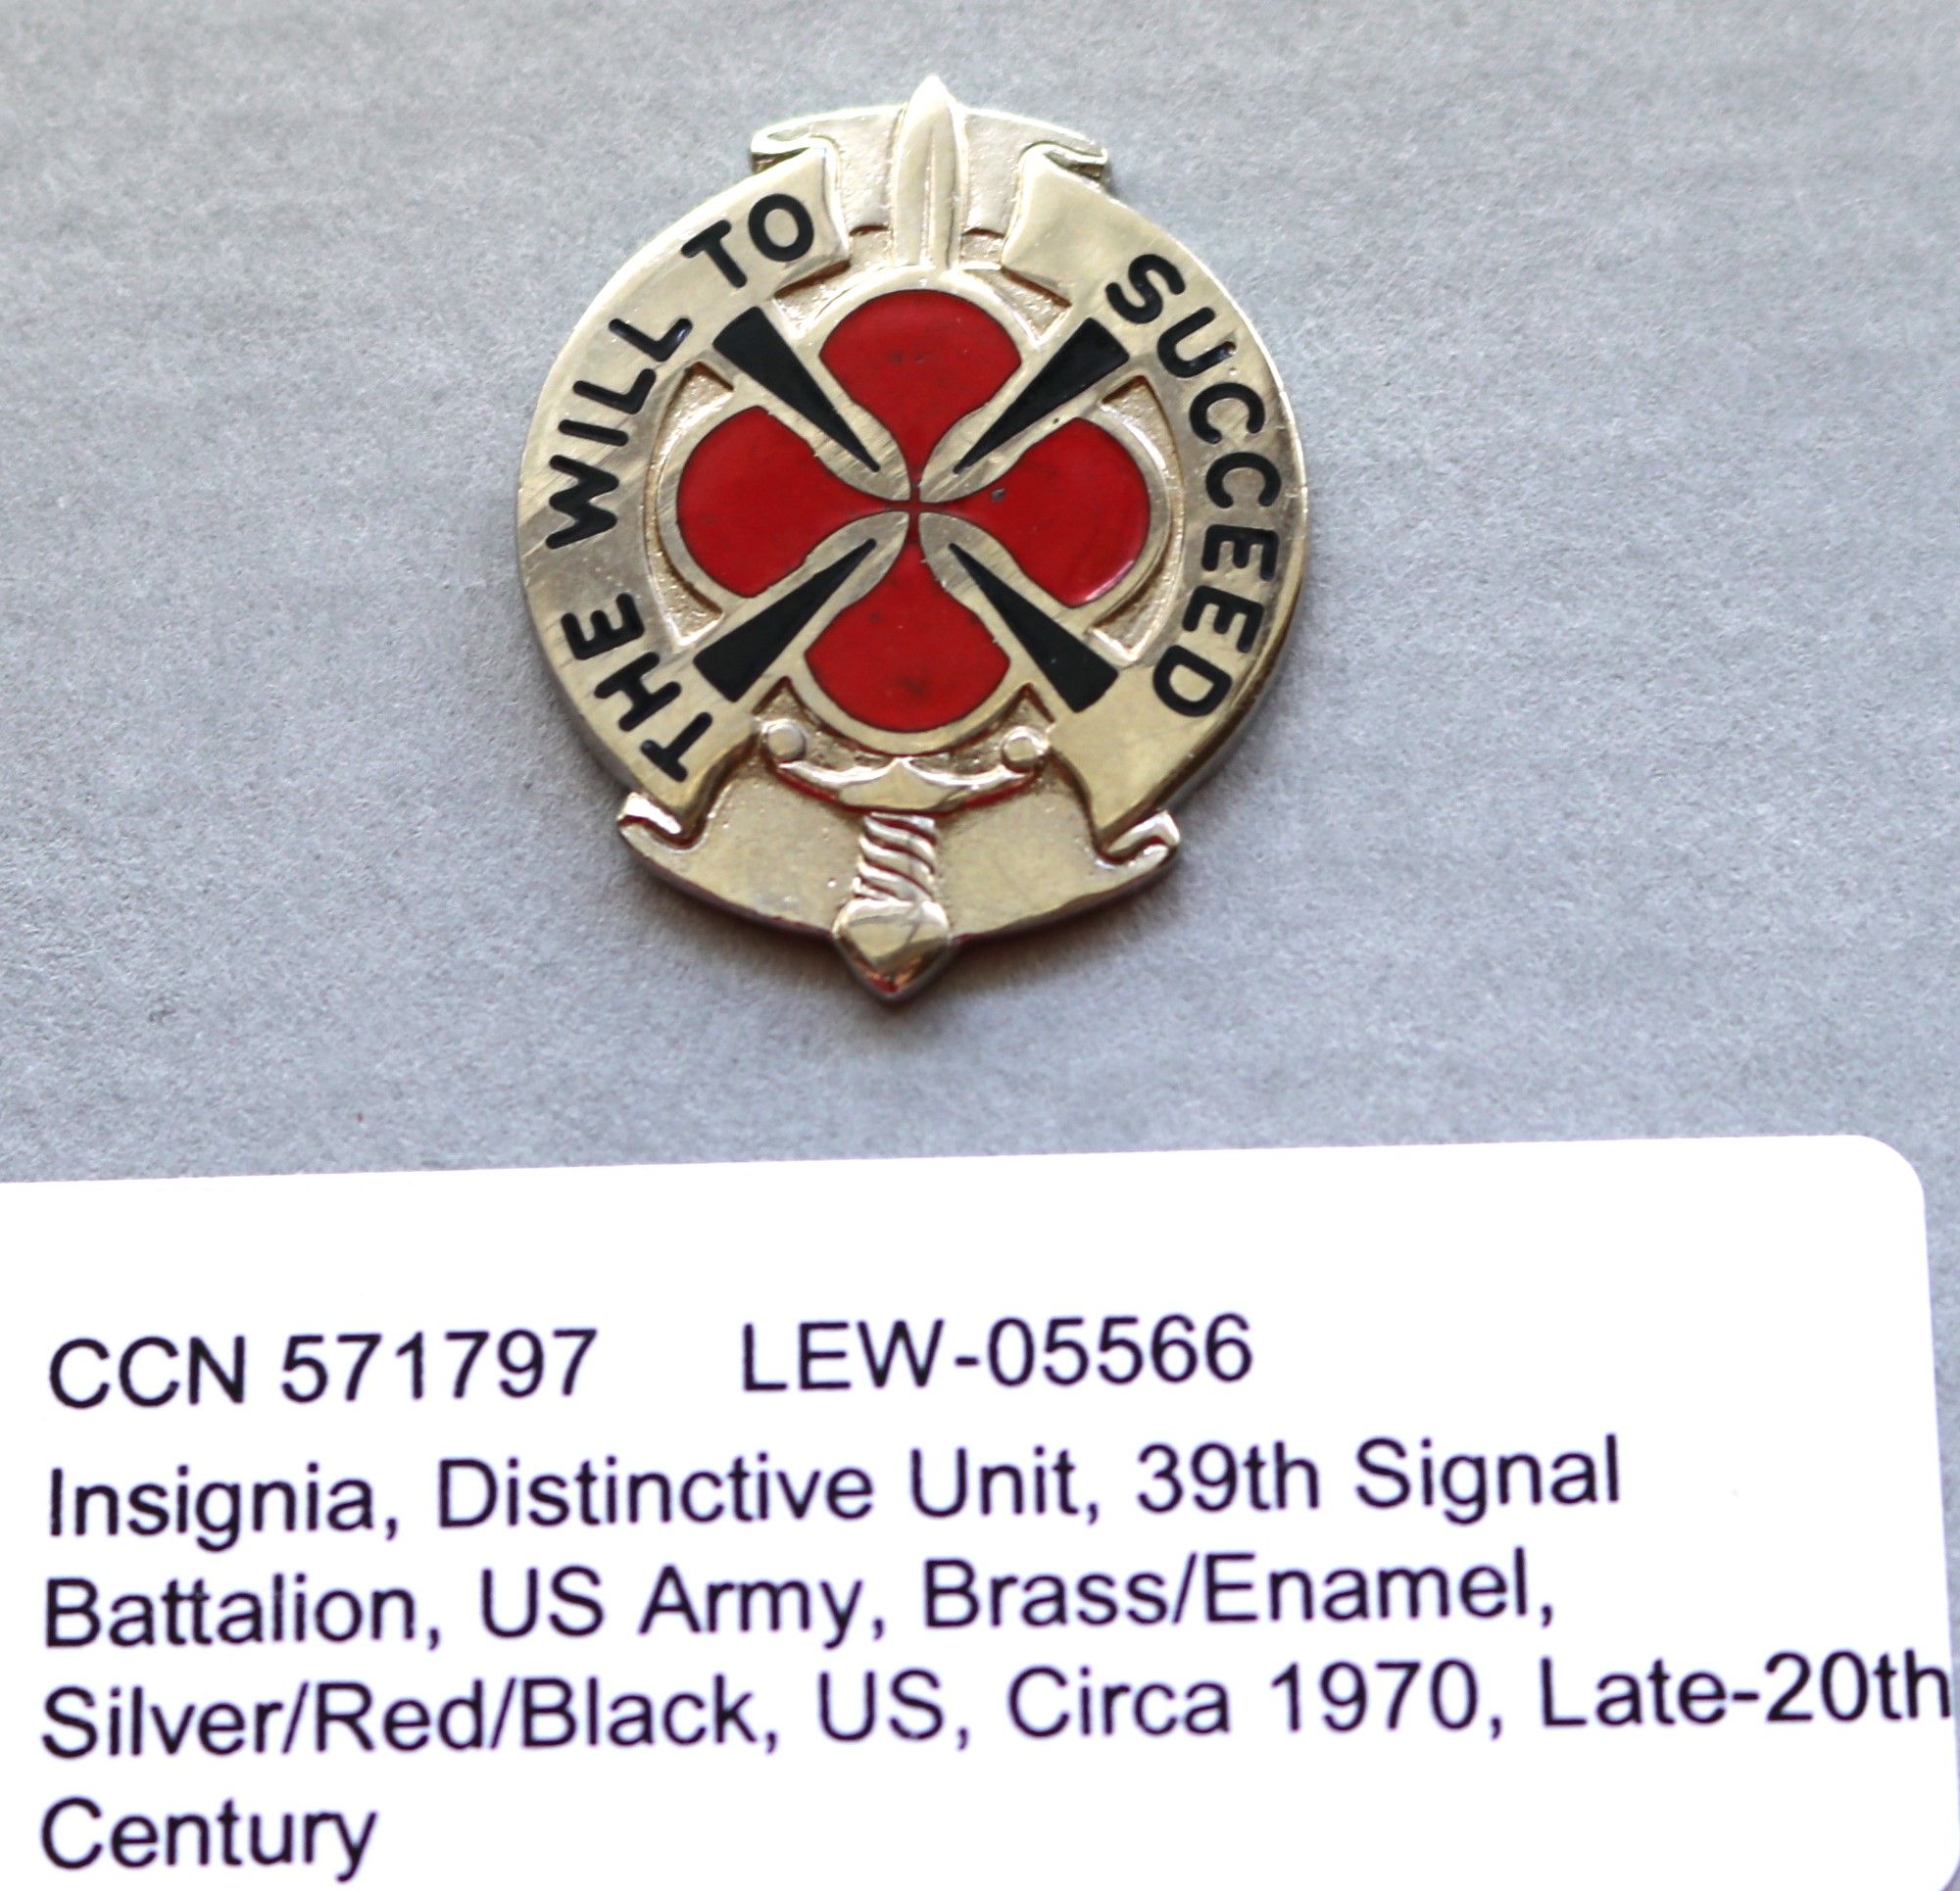 THE WILL TO SUCCEED
CCN 571797 LEW-05566
Insignia, Distinctive Unit, 39th Signal
Battalion, US Army, Brass/Enamel,
Silver/Red/Black, US, Circa 1970, Late-20th
Century